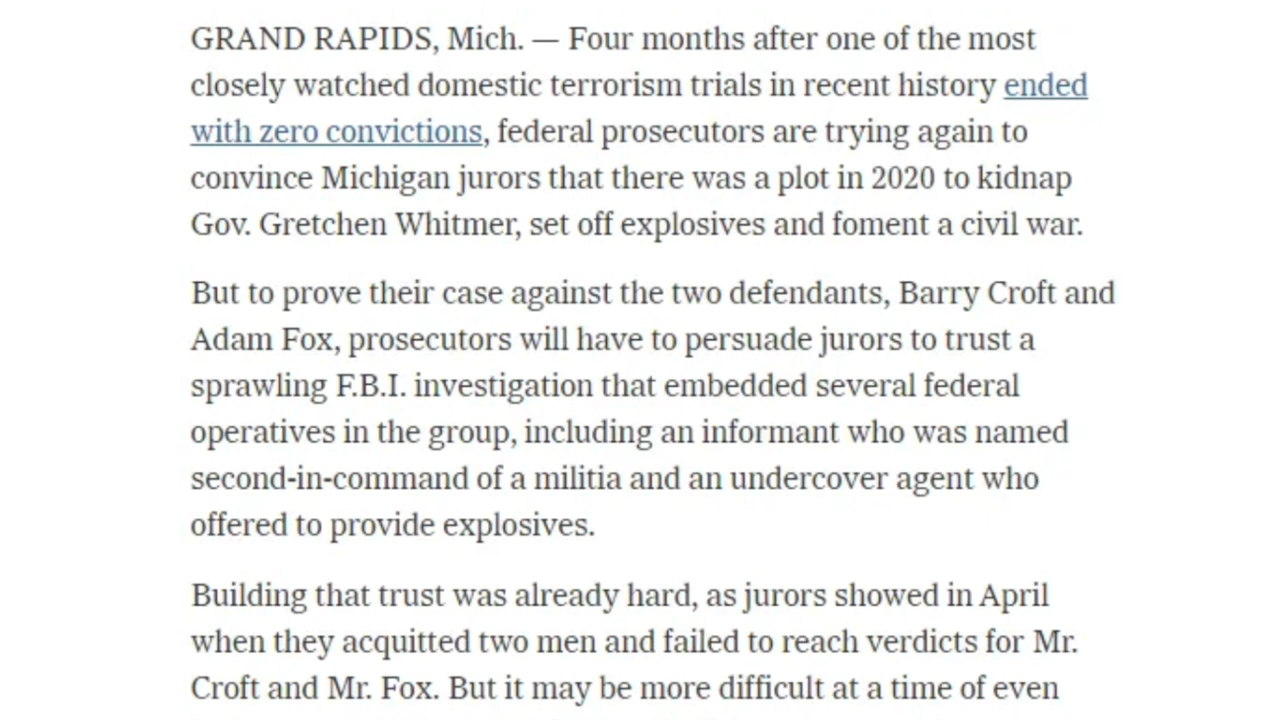 GRAND RAPIDS, Mich. — Four months after one of the most
closely watched domestic terrorism trials in recent history ended
with zero convictions, federal prosecutors are trying again to
convince Michigan jurors that there was a plot in 2020 to kidnap
Gov. Gretchen Whitmer, set off explosives and foment a civil war.
But to prove their case against the two defendants, Barry Croft and
Adam Fox, prosecutors will have to persuade jurors to trust a
sprawling F.B.I. investigation that embedded several federal
operatives in the group, including an informant who was named
second-in-command of a militia and an undercover agent who
offered to provide explosives.
Building that trust was already hard, as jurors showed in April
when they acquitted two men and failed to reach verdicts for Mr.
Croft and Mr. Fox. But it may be more difficult at a time of even